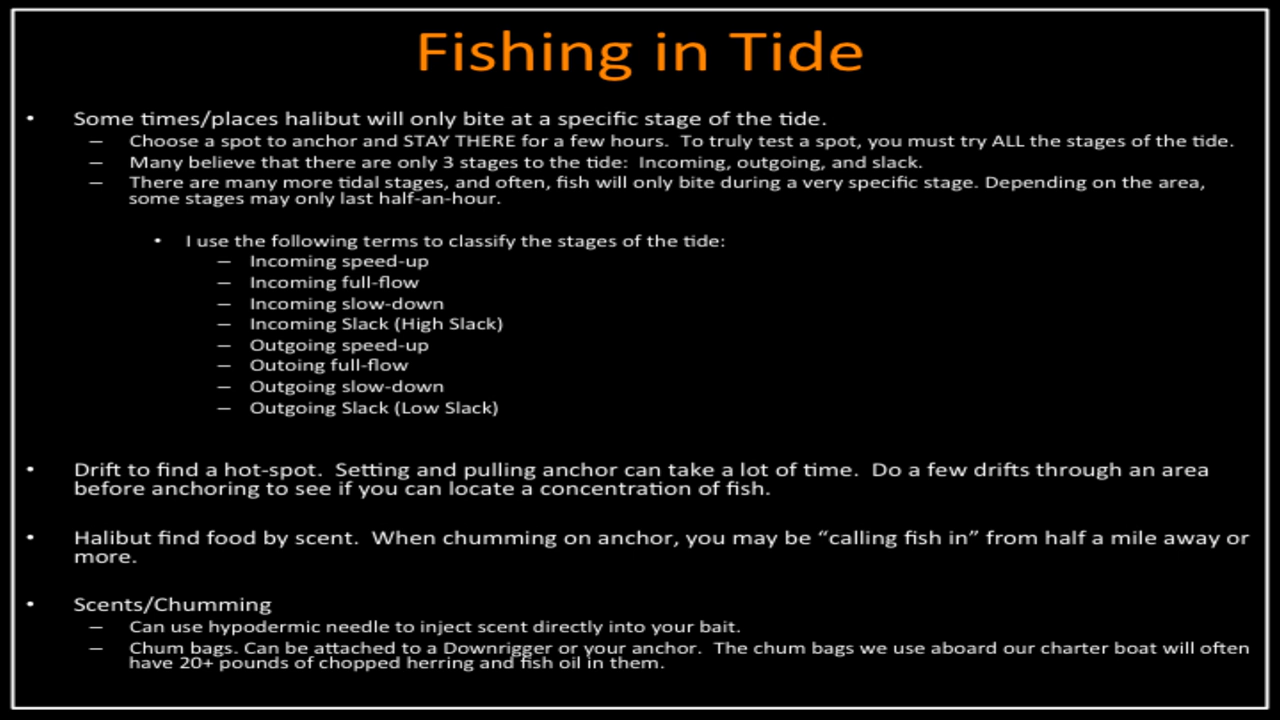 Fishing in Tide
• Some times/places halibut will only bite at a specific stage of the tide.
– Choose a spot to anchor and STAY THERE for a few hours.  To truly test a spot, you must try ALL the stages of the tide.
– Many believe that there are only 3 stages to the tide:  Incoming, outgoing, and slack.
– There are many more tidal stages, and often, fish will only bite during a very specific stage. Depending on the area,
some stages may only last half-an-hour.
• I use the following terms to classify the stages of the tide:
– Incoming speed-up
– Incoming full-flow
– Incoming slow-down
– Incoming Slack (High Slack)
– Outgoing speed-up
– Outoing full-flow
– Outgoing slow-down
– Outgoing Slack (Low Slack)
• Drift to find a hot-spot.  Setting and pulling anchor can take a lot of time.  Do a few drifts through an area
before anchoring to see if you can locate a concentration of fish.
• Halibut find food by scent.  When chumming on anchor, you may be “calling fish in” from half a mile away or
more.
• Scents/Chumming
– Can use hypodermic needle to inject scent directly into your bait.
– Chum bags. Can be attached to a Downrigger or your anchor.  The chum bags we use aboard our charter boat will often
have 20+ pounds of chopped herring and fish oil in them.